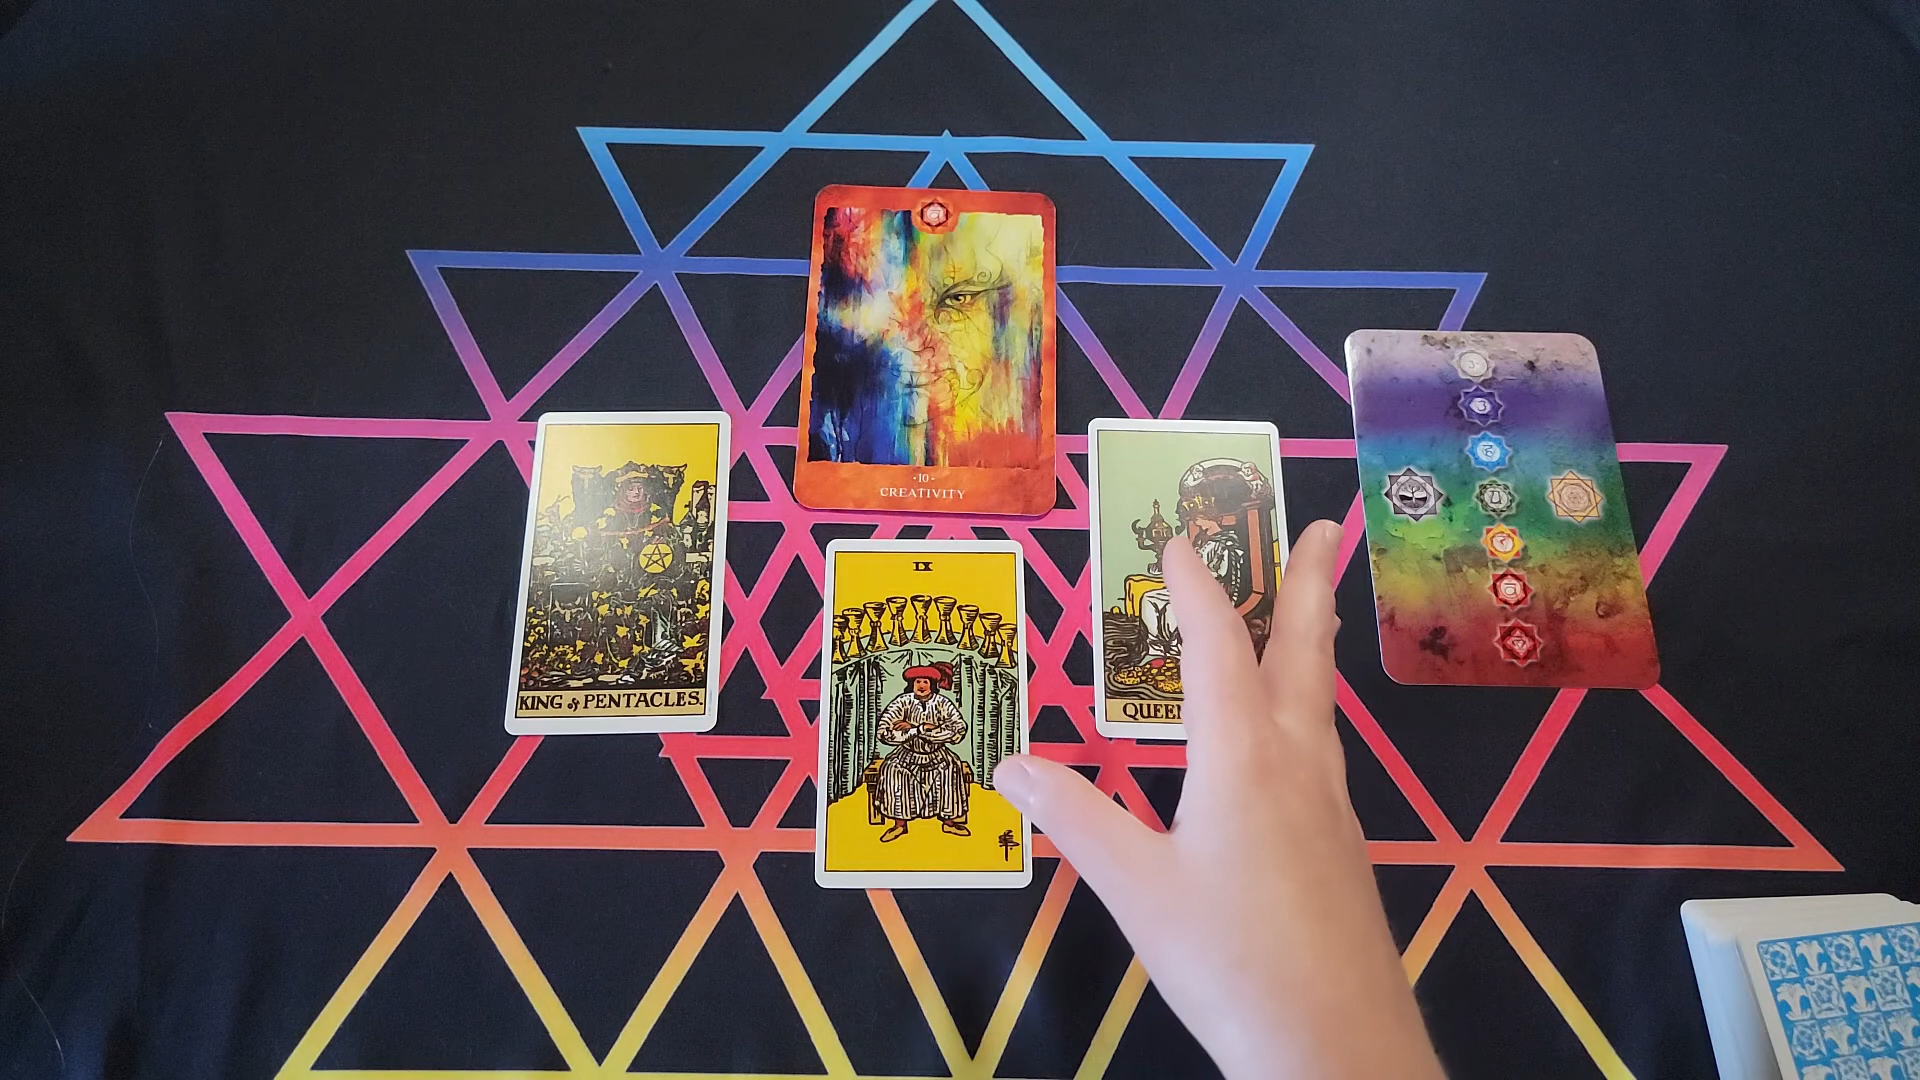 ·10·
CREATIVITY
KING of PENTACLES.
IX
QUEEN